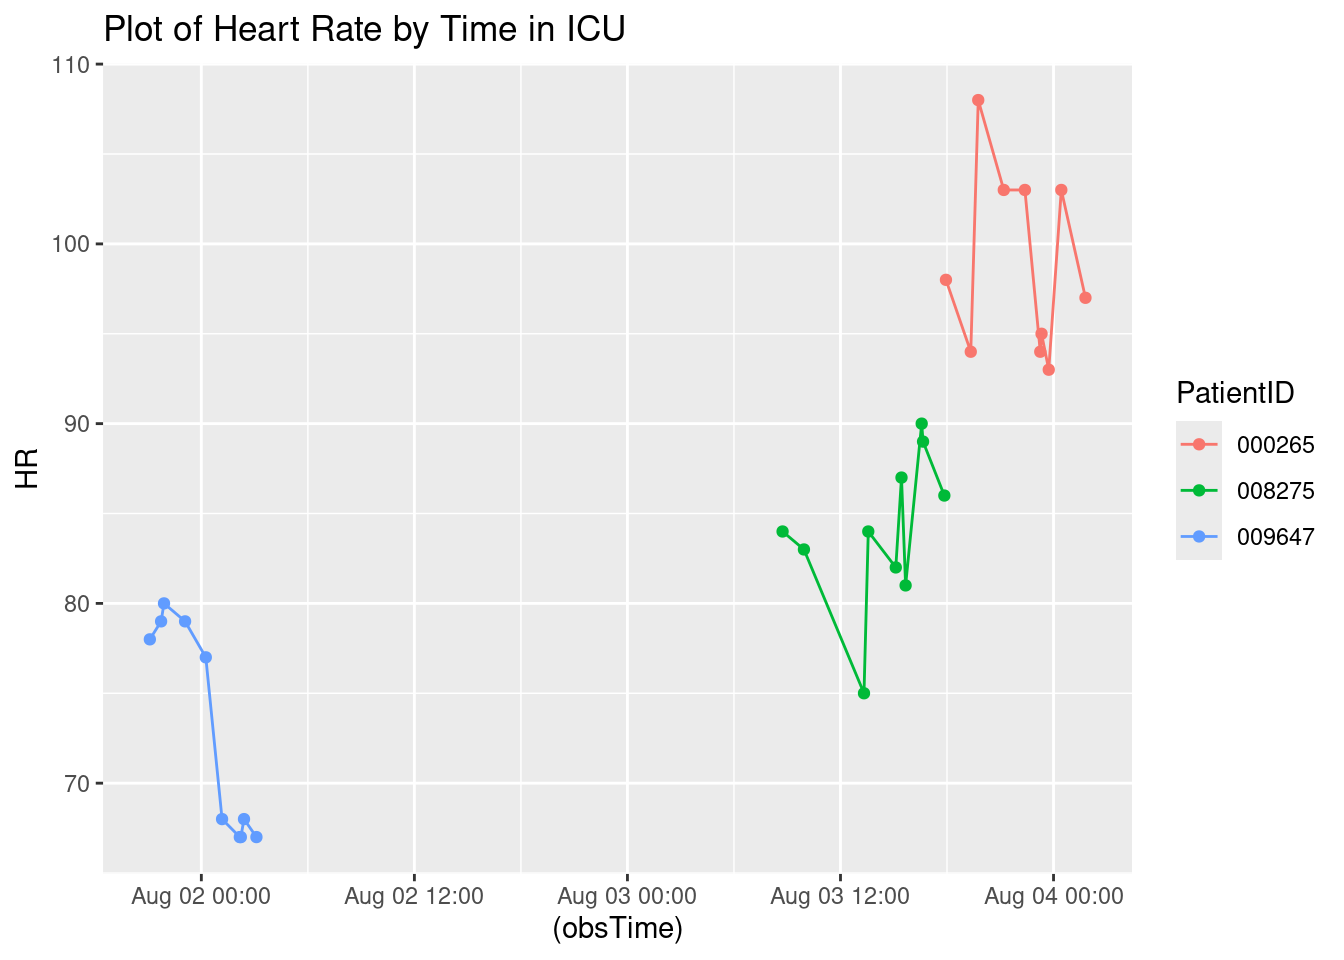 Plot of Heart Rate by Time in ICU
110
100
90
80
70
HR
Aug 02 00:00
Aug 02 12:00
Aug 03 00:00
Aug 03 12:00
Aug 04 00:00
(obsTime)
PatientID
000265
008275
009647